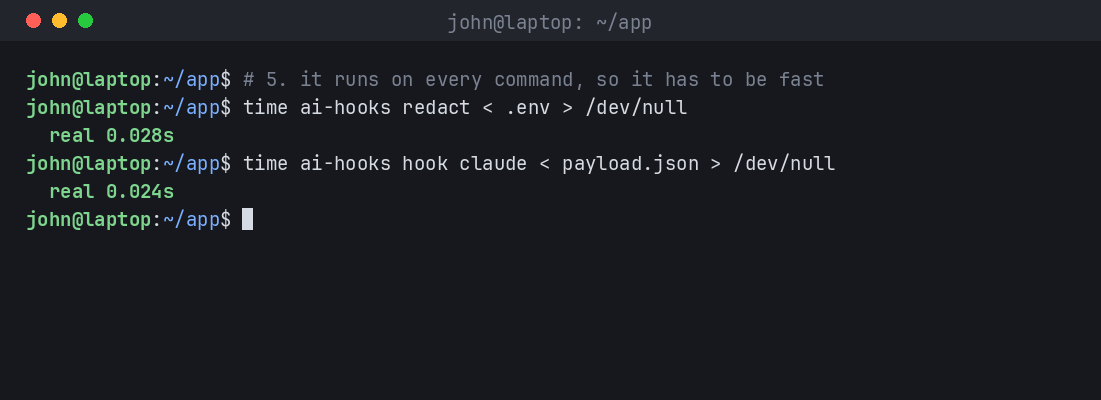 john@laptop: ~/app
john@laptop:~/app$ # 5. it runs on every command, so it has to be fast
john@laptop:~/app$ time ai-hooks redact < .env > /dev/null
real 0.028s
john@laptop:~/app$ time ai-hooks hook claude < payload.json > /dev/null
real 0.024s
john@laptop:~/app$